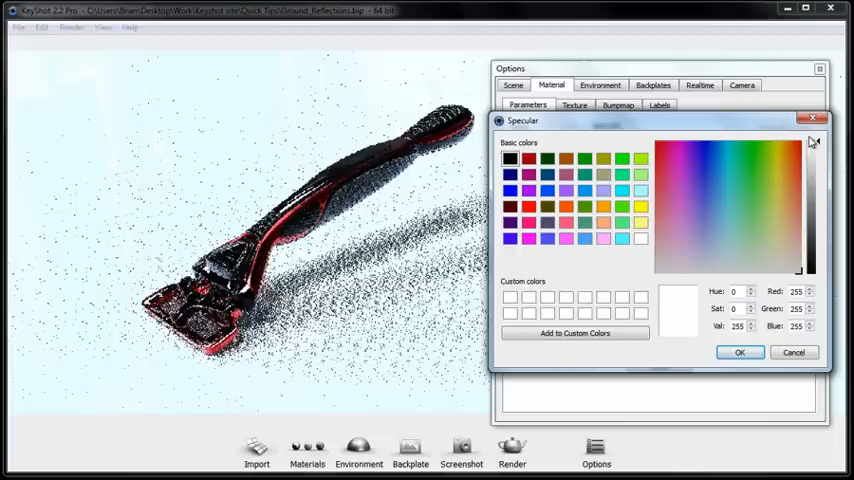 KeyShot 2.2 Pro - C:\Users\Brian\Desktop\Work\Keyshot site\Quick Tips\Ground_Reflections.bip - 64 bit
File Edit Render View Help
Options
Scene Material Environment Backplates Realtime Camera
Parameters Texture Bumpmap Labels
Specular
Basic colors
Custom colors
Hue: 0 Red: 255
Sat: 0 Green: 255
Val: 255 Blue: 255
Add to Custom Colors
OK Cancel
Import Materials Environment Backplate Screenshot Render Options